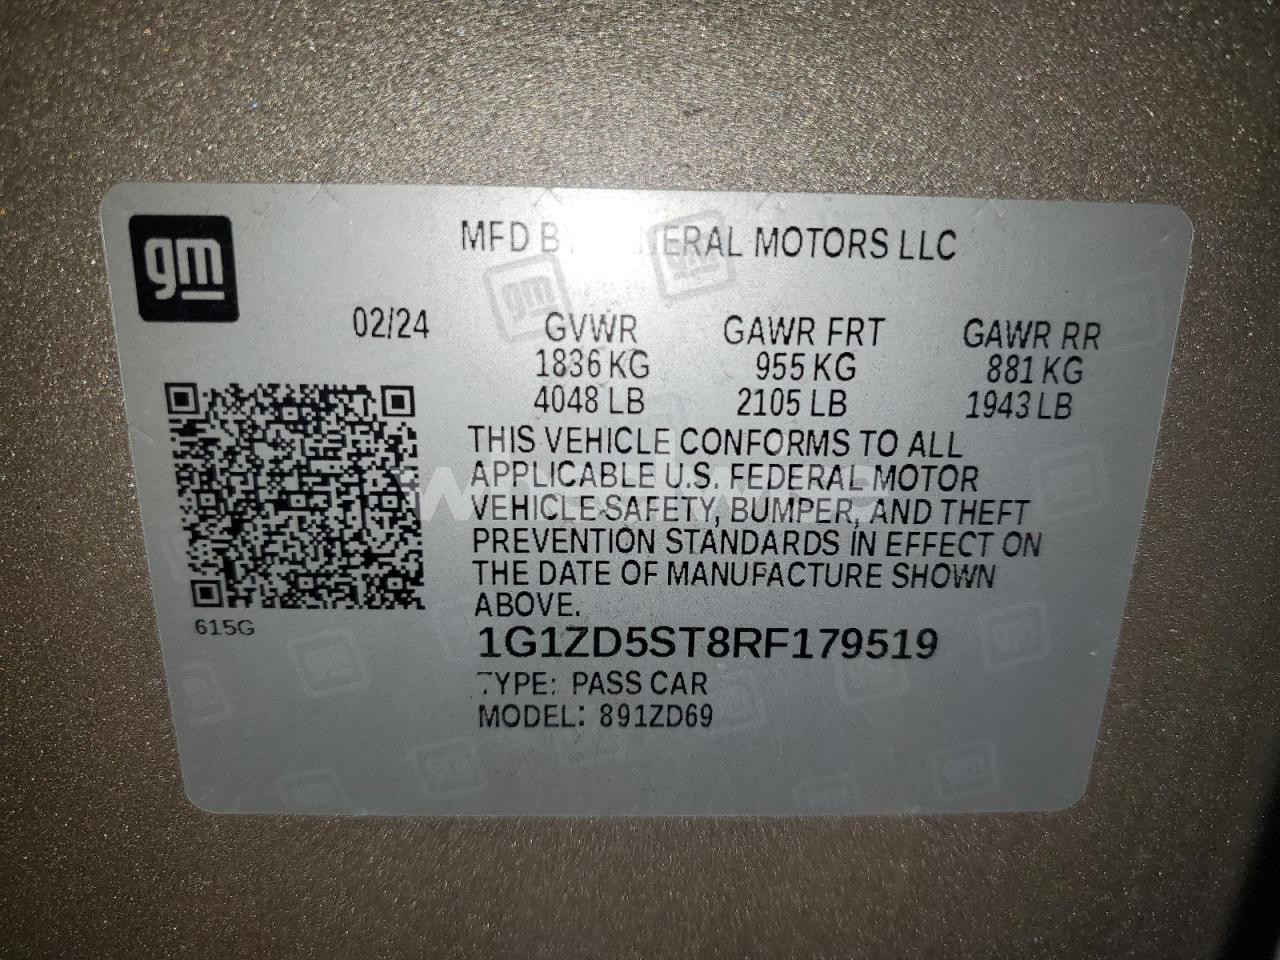 gm
MFD B ERAL MOTORS LLC
02/24 GVWR GAWR FRT GAWR RR
1836 KG 955 KG 881 KG
4048 LB 2105 LB 1943 LB
THIS VEHICLE CONFORMS TO ALL
APPLICABLE U.S. FEDERAL MOTOR
VEHICLE SAFETY, BUMPER, AND THEFT
PREVENTION STANDARDS IN EFFECT ON
THE DATE OF MANUFACTURE SHOWN
ABOVE.
615G
1G1ZD5ST8RF179519
TYPE: PASS CAR
MODEL: 891ZD69